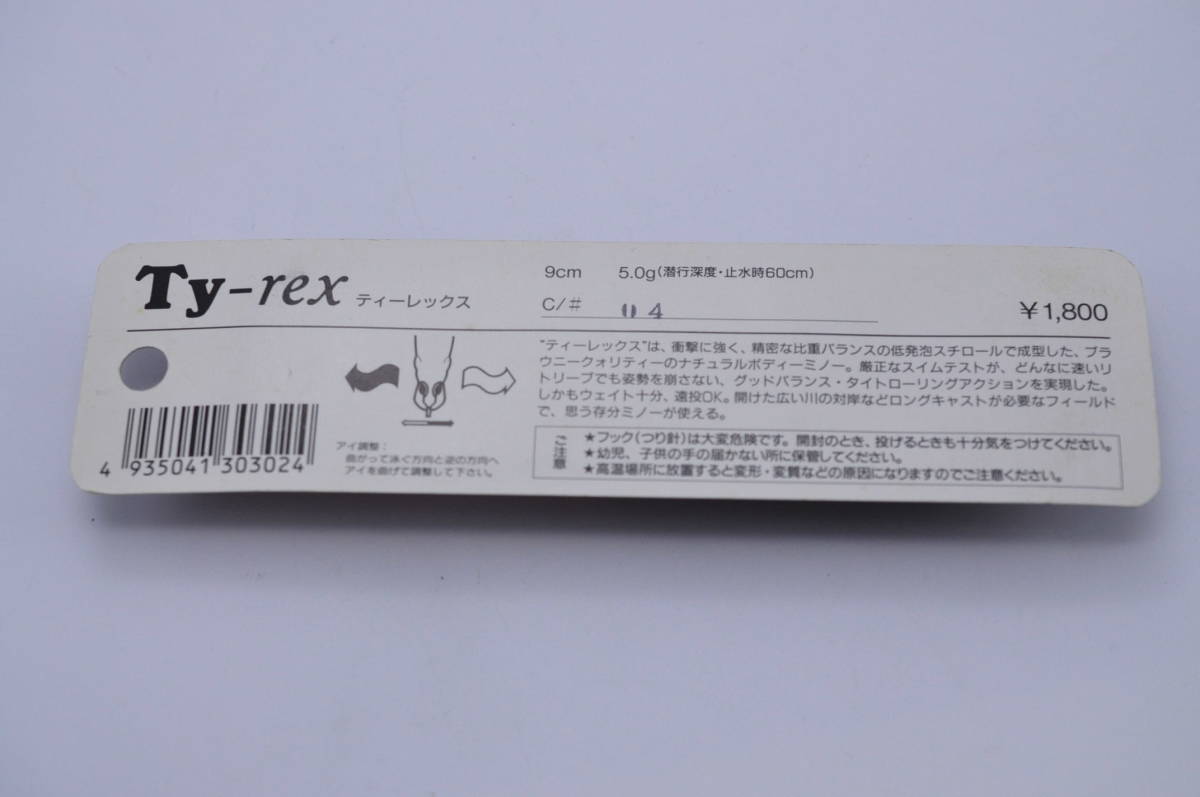 Ty-rex ティーレックス
9cm 5.0g(潜行深度・止水時60cm)
C/# 04
¥1,800
"ティーレックス"は、衝撃に強く、精密な比重バランスの低発泡スチロールで成型した、ブラ
ウニークォリティーのナチュラルボディーミノー。厳正なスイムテストが、どんなに速いリ
トリーブでも姿勢を崩さない、グッドバランス・タイトローリングアクションを実現した。
しかもウェイト十分、遠投OK。開けた広い川の対岸などロングキャストが必要なフィールド
で、思う存分ミノーが使える。
アイ調整:
曲がって泳ぐ方向と逆の方向へ
アイを曲げて調整して下さい。
4 935041 303024
ご注意
★フック(つり針)は大変危険です。開封のとき、投げるときも十分気をつけてください。
★幼児、子供の手の届かない所に保管してください。
★高温場所に放置すると変形・変質などの原因になりますのでご注意ください。